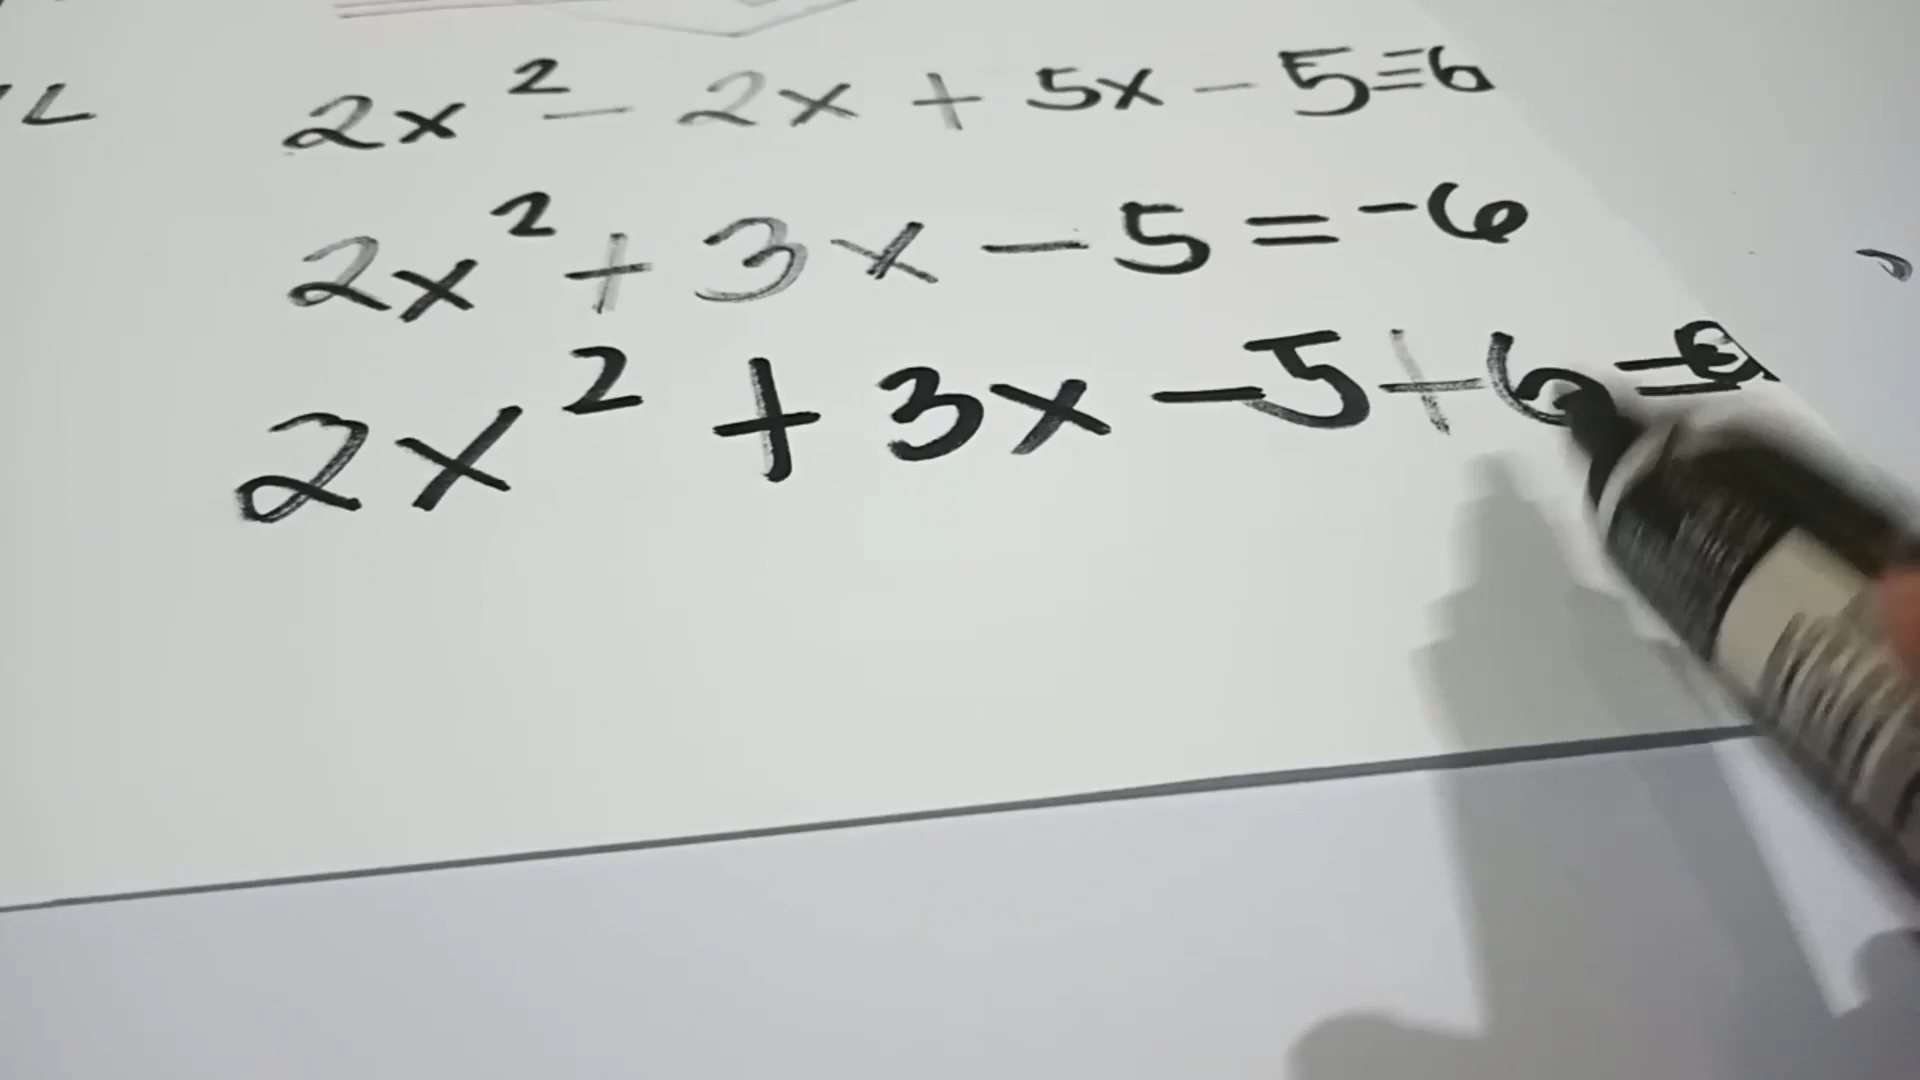 2x² - 2x + 5x - 5 = -6
2x² + 3x - 5 = -6
2x² + 3x - 5 + 6 = 0